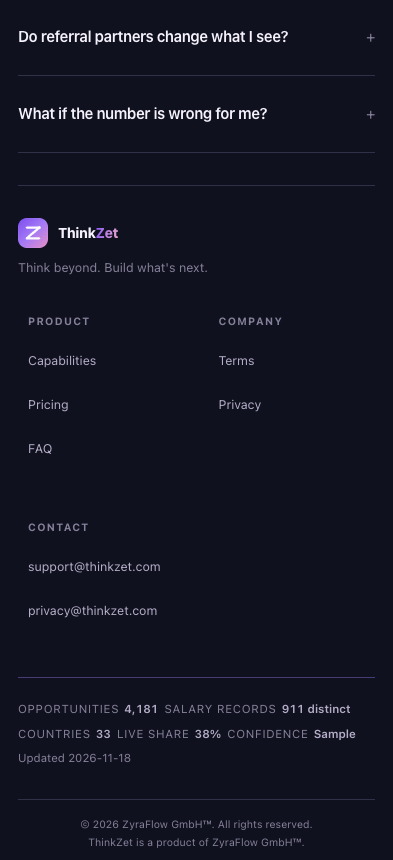 Do referral partners change what I see? +
What if the number is wrong for me? +
ThinkZet
Think beyond. Build what's next.
PRODUCT
Capabilities
Pricing
FAQ
COMPANY
Terms
Privacy
CONTACT
support@thinkzet.com
privacy@thinkzet.com
OPPORTUNITIES 4,181 SALARY RECORDS 911 distinct
COUNTRIES 33 LIVE SHARE 38% CONFIDENCE Sample
Updated 2026-11-18
© 2026 ZyraFlow GmbH™. All rights reserved.
ThinkZet is a product of ZyraFlow GmbH™.